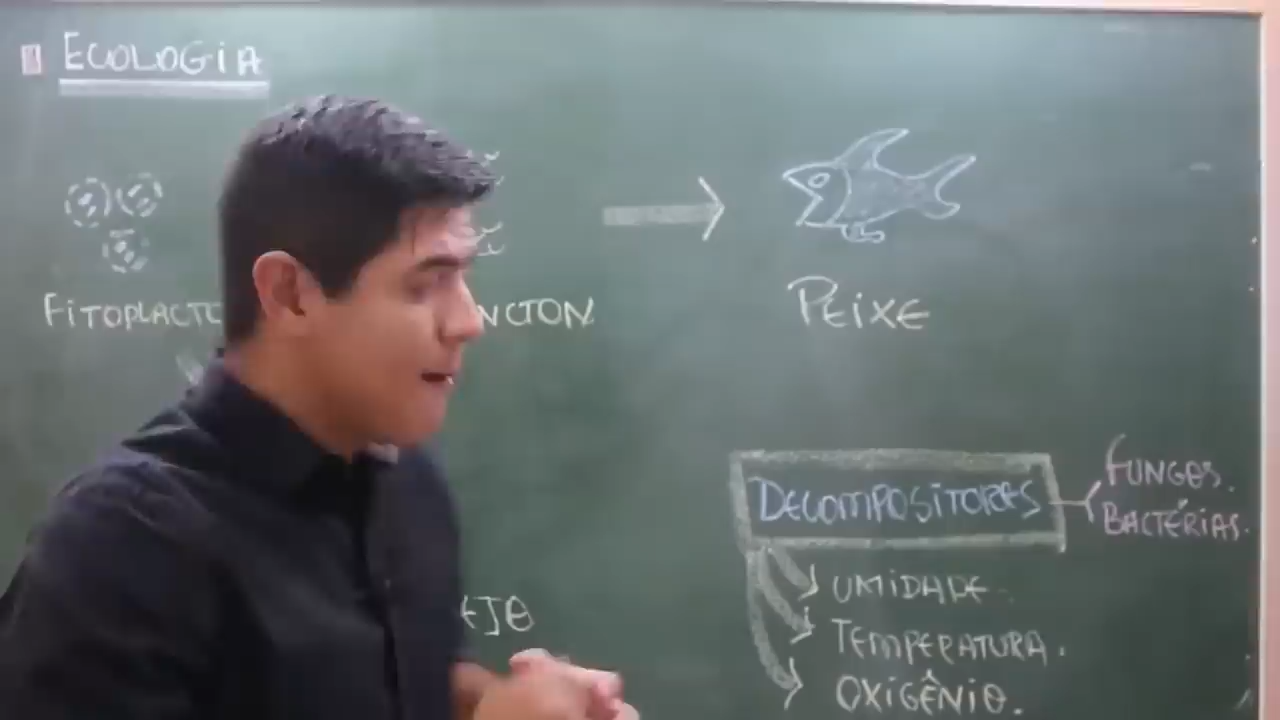 ECOLOGIA
FITOPLACTO NCTON
PEIXE
DECOMPOSITORES
FUNGOS.
BACTÉRIAS.
UMIDADE.
TEMPERATURA.
OXIGÊNIO.